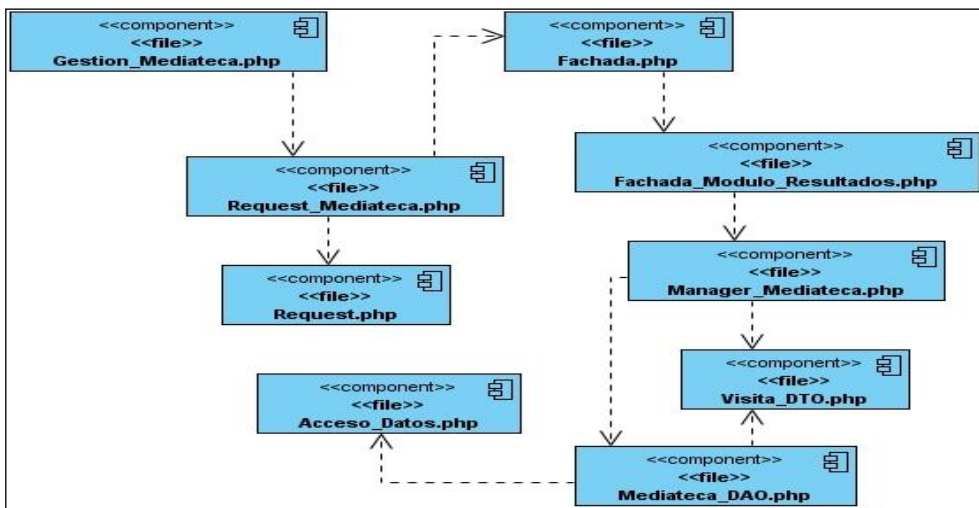 <<component>>
<<file>>
Gestion_Mediateca.php
<<component>>
<<file>>
Fachada.php
<<component>>
<<file>>
Request_Mediateca.php
<<component>>
<<file>>
Fachada_Modulo_Resultados.php
<<component>>
<<file>>
Request.php
<<component>>
<<file>>
Manager_Mediateca.php
<<component>>
<<file>>
Acceso_Datos.php
<<component>>
<<file>>
Visita_DTO.php
<<component>>
<<file>>
Mediateca_DAO.php